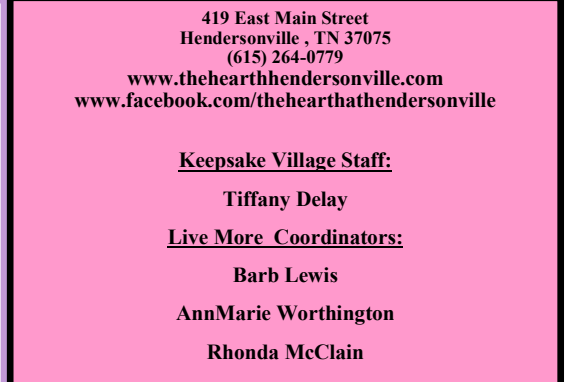 419 East Main Street
Hendersonville , TN 37075
(615) 264-0779
www.thehearthhendersonville.com
www.facebook.com/thehearthathendersonville
Keepsake Village Staff:
Tiffany Delay
Live More  Coordinators:
Barb Lewis
AnnMarie Worthington
Rhonda McClain